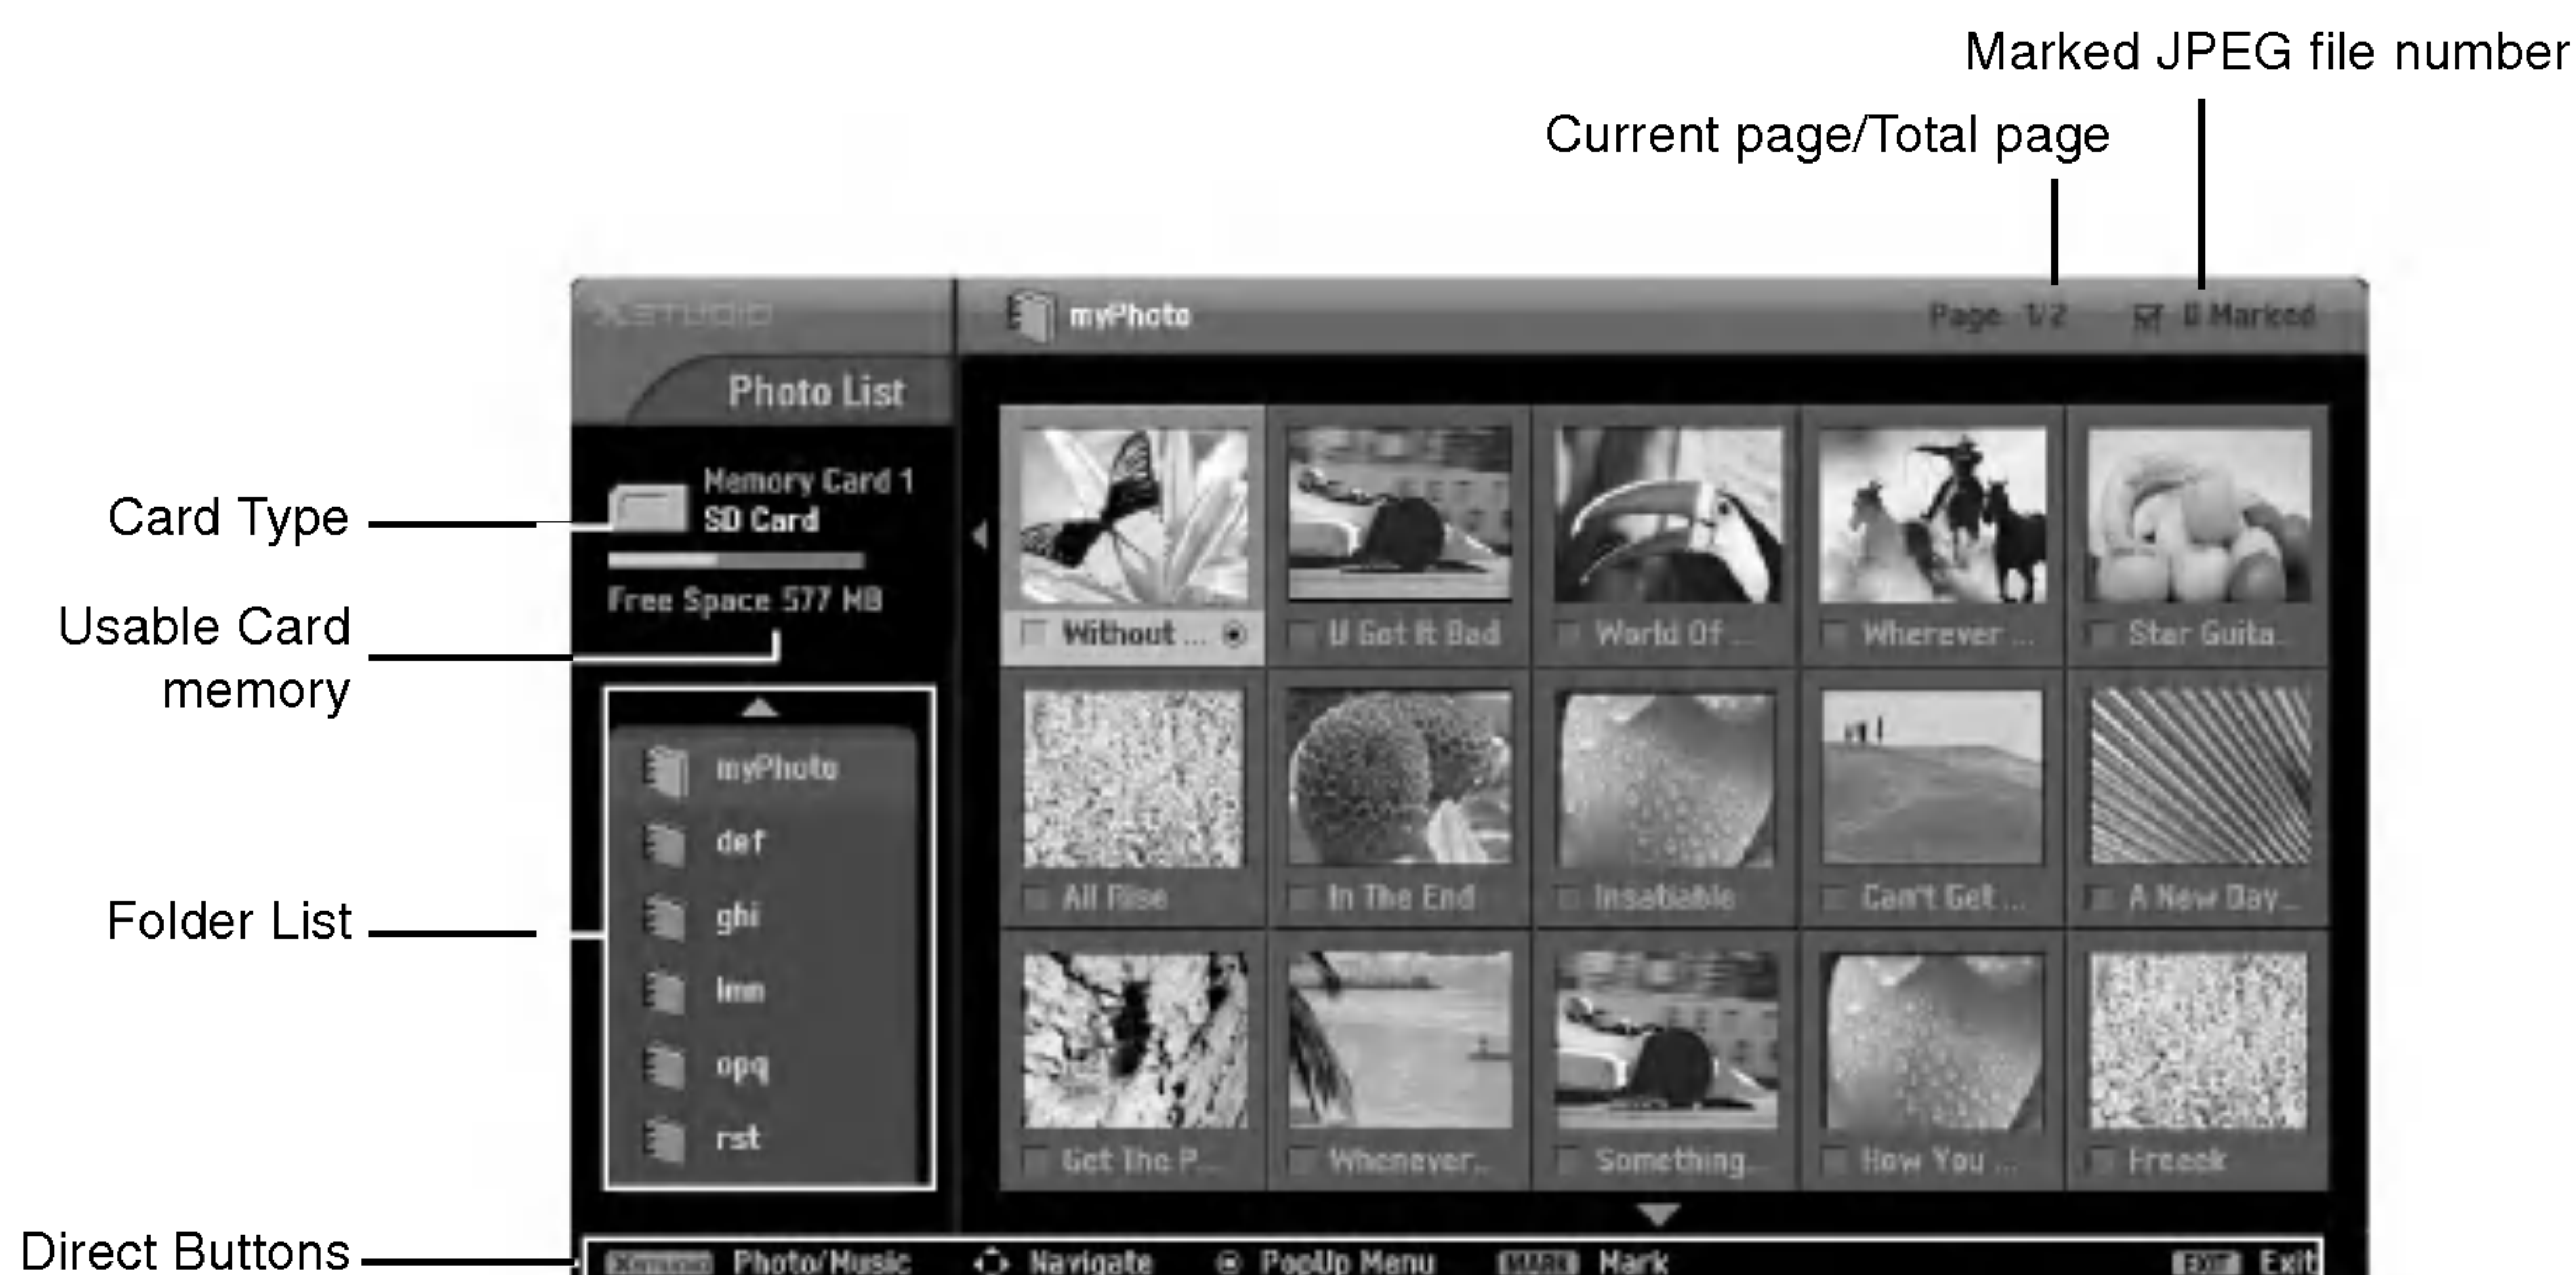 Marked JPEG file number
Current page/Total page
XSTUDIO
myPhoto
Page 1/2
0 Marked
Photo List
Card Type
Memory Card 1
SD Card
Usable Card
memory
Free Space 577 MB
Folder List
myPhoto
def
ghi
lmn
opq
rst
Without ...
U Got It Bad
World Of ...
Wherever ...
Star Guita...
All Rise
In The End
Insatiable
Can't Get ...
A New Day...
Get The P...
Whenever...
Something...
How You ...
Freeek
Direct Buttons
XSTUDIO Photo/Music
Navigate
PopUp Menu
MARK Mark
EXIT Exit